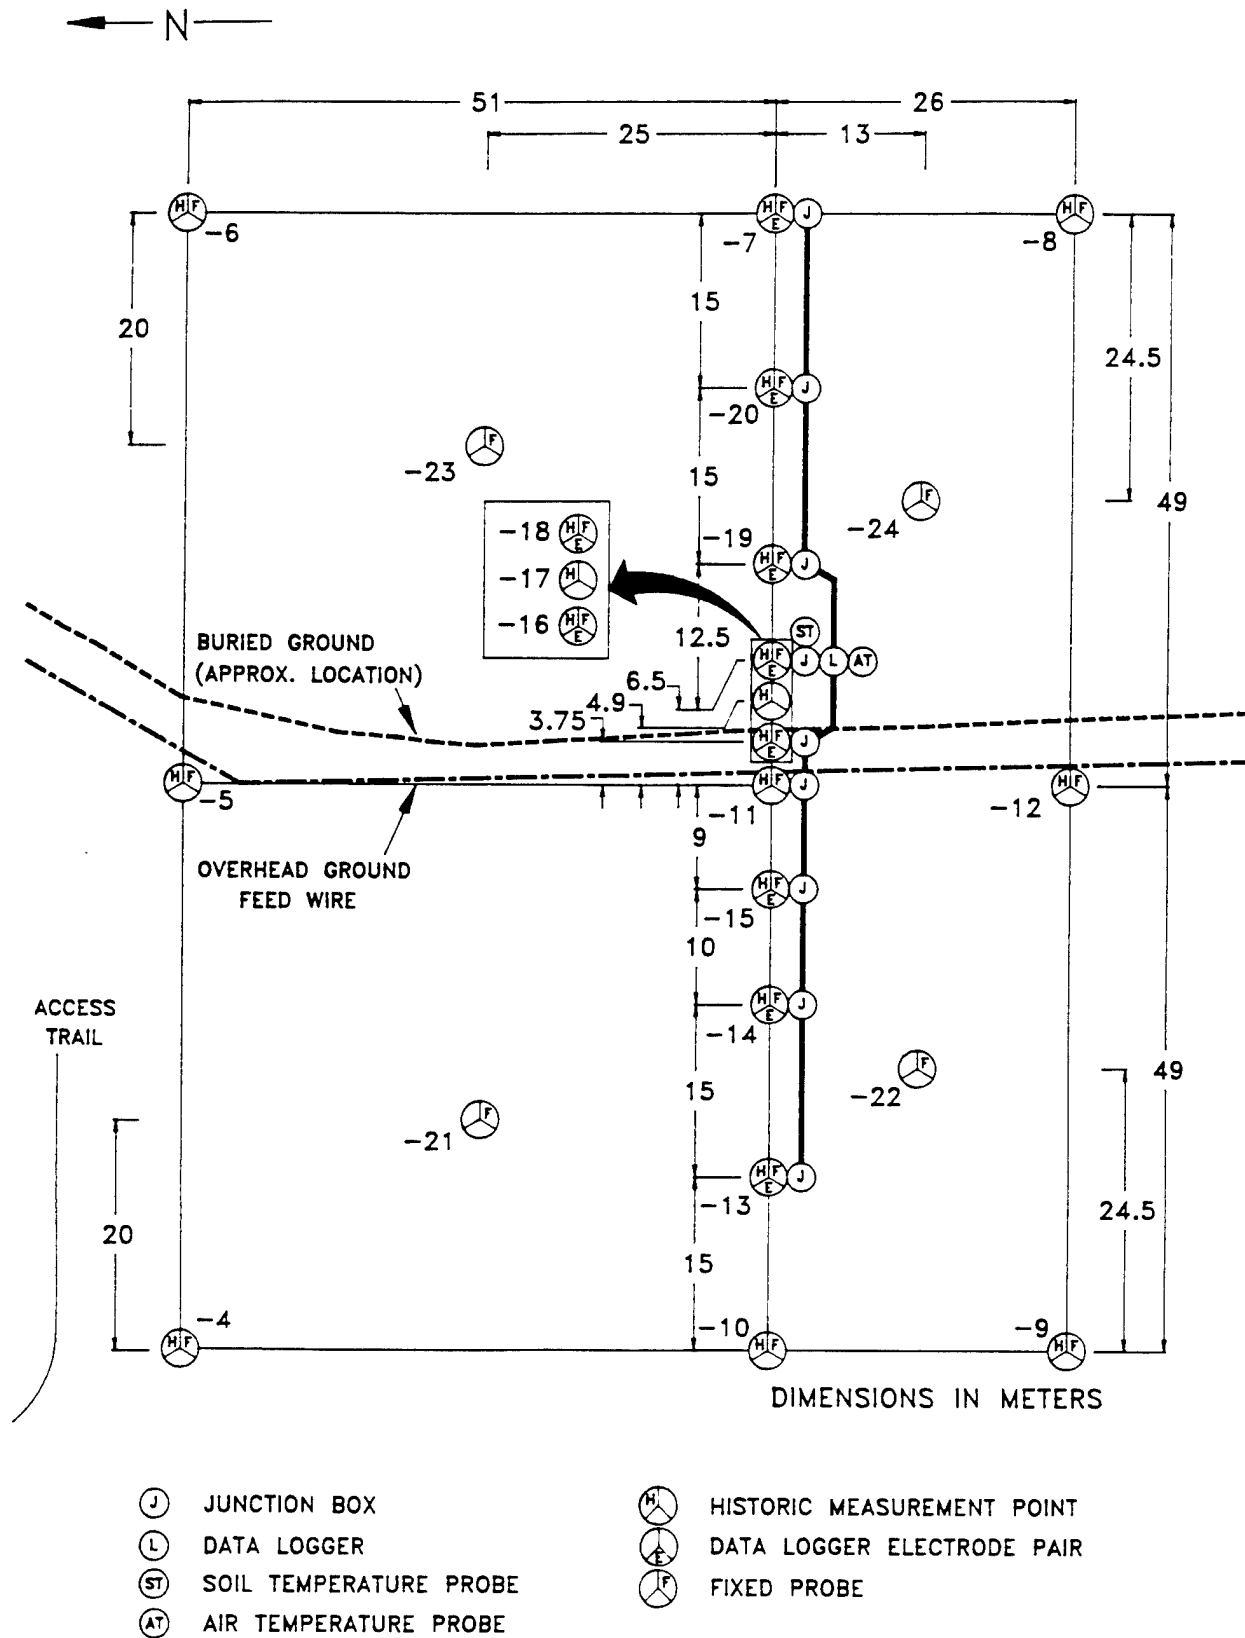 N
51
26
25
13
H F
-6
H F E
J
-7
H F
-8
15
20
24.5
H F E
J
-20
F
-23
15
F
-24
49
-18 H F E
-19
H F E
J
-17 H
-16 H F E
12.5
ST
BURIED GROUND
(APPROX. LOCATION)
H F E
J
L
AT
6.5
H
4.9
3.75
H F E
J
H F
-5
H F
J
-11
H F
-12
9
OVERHEAD GROUND
FEED WIRE
H F E
J
-15
10
ACCESS
TRAIL
H F E
J
-14
F
-22
49
15
F
-21
H F E
J
-13
24.5
20
15
H F
-4
-10
H F
-9
H F
DIMENSIONS IN METERS
J JUNCTION BOX
L DATA LOGGER
ST SOIL TEMPERATURE PROBE
AT AIR TEMPERATURE PROBE
H HISTORIC MEASUREMENT POINT
E DATA LOGGER ELECTRODE PAIR
F FIXED PROBE